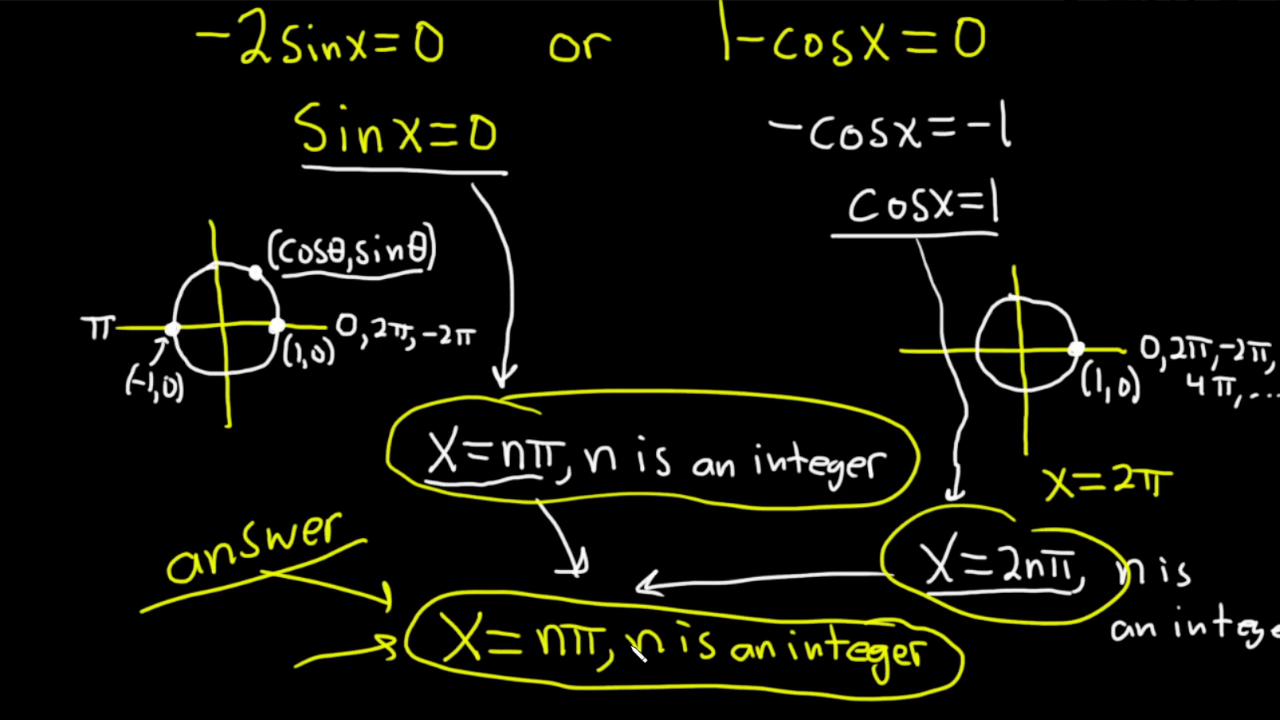 -2sinx=0 or 1-cosx=0
sinx=0
-cosx=-1
cosx=1
(cosθ,sinθ)
π
0,2π,-2π
(-1,0)
(1,0)
0,2π,-2π,
4π,...
(1,0)
x=nπ, n is an integer
x=2π
x=2nπ, n is
an intege
answer
x=nπ, n is an integer